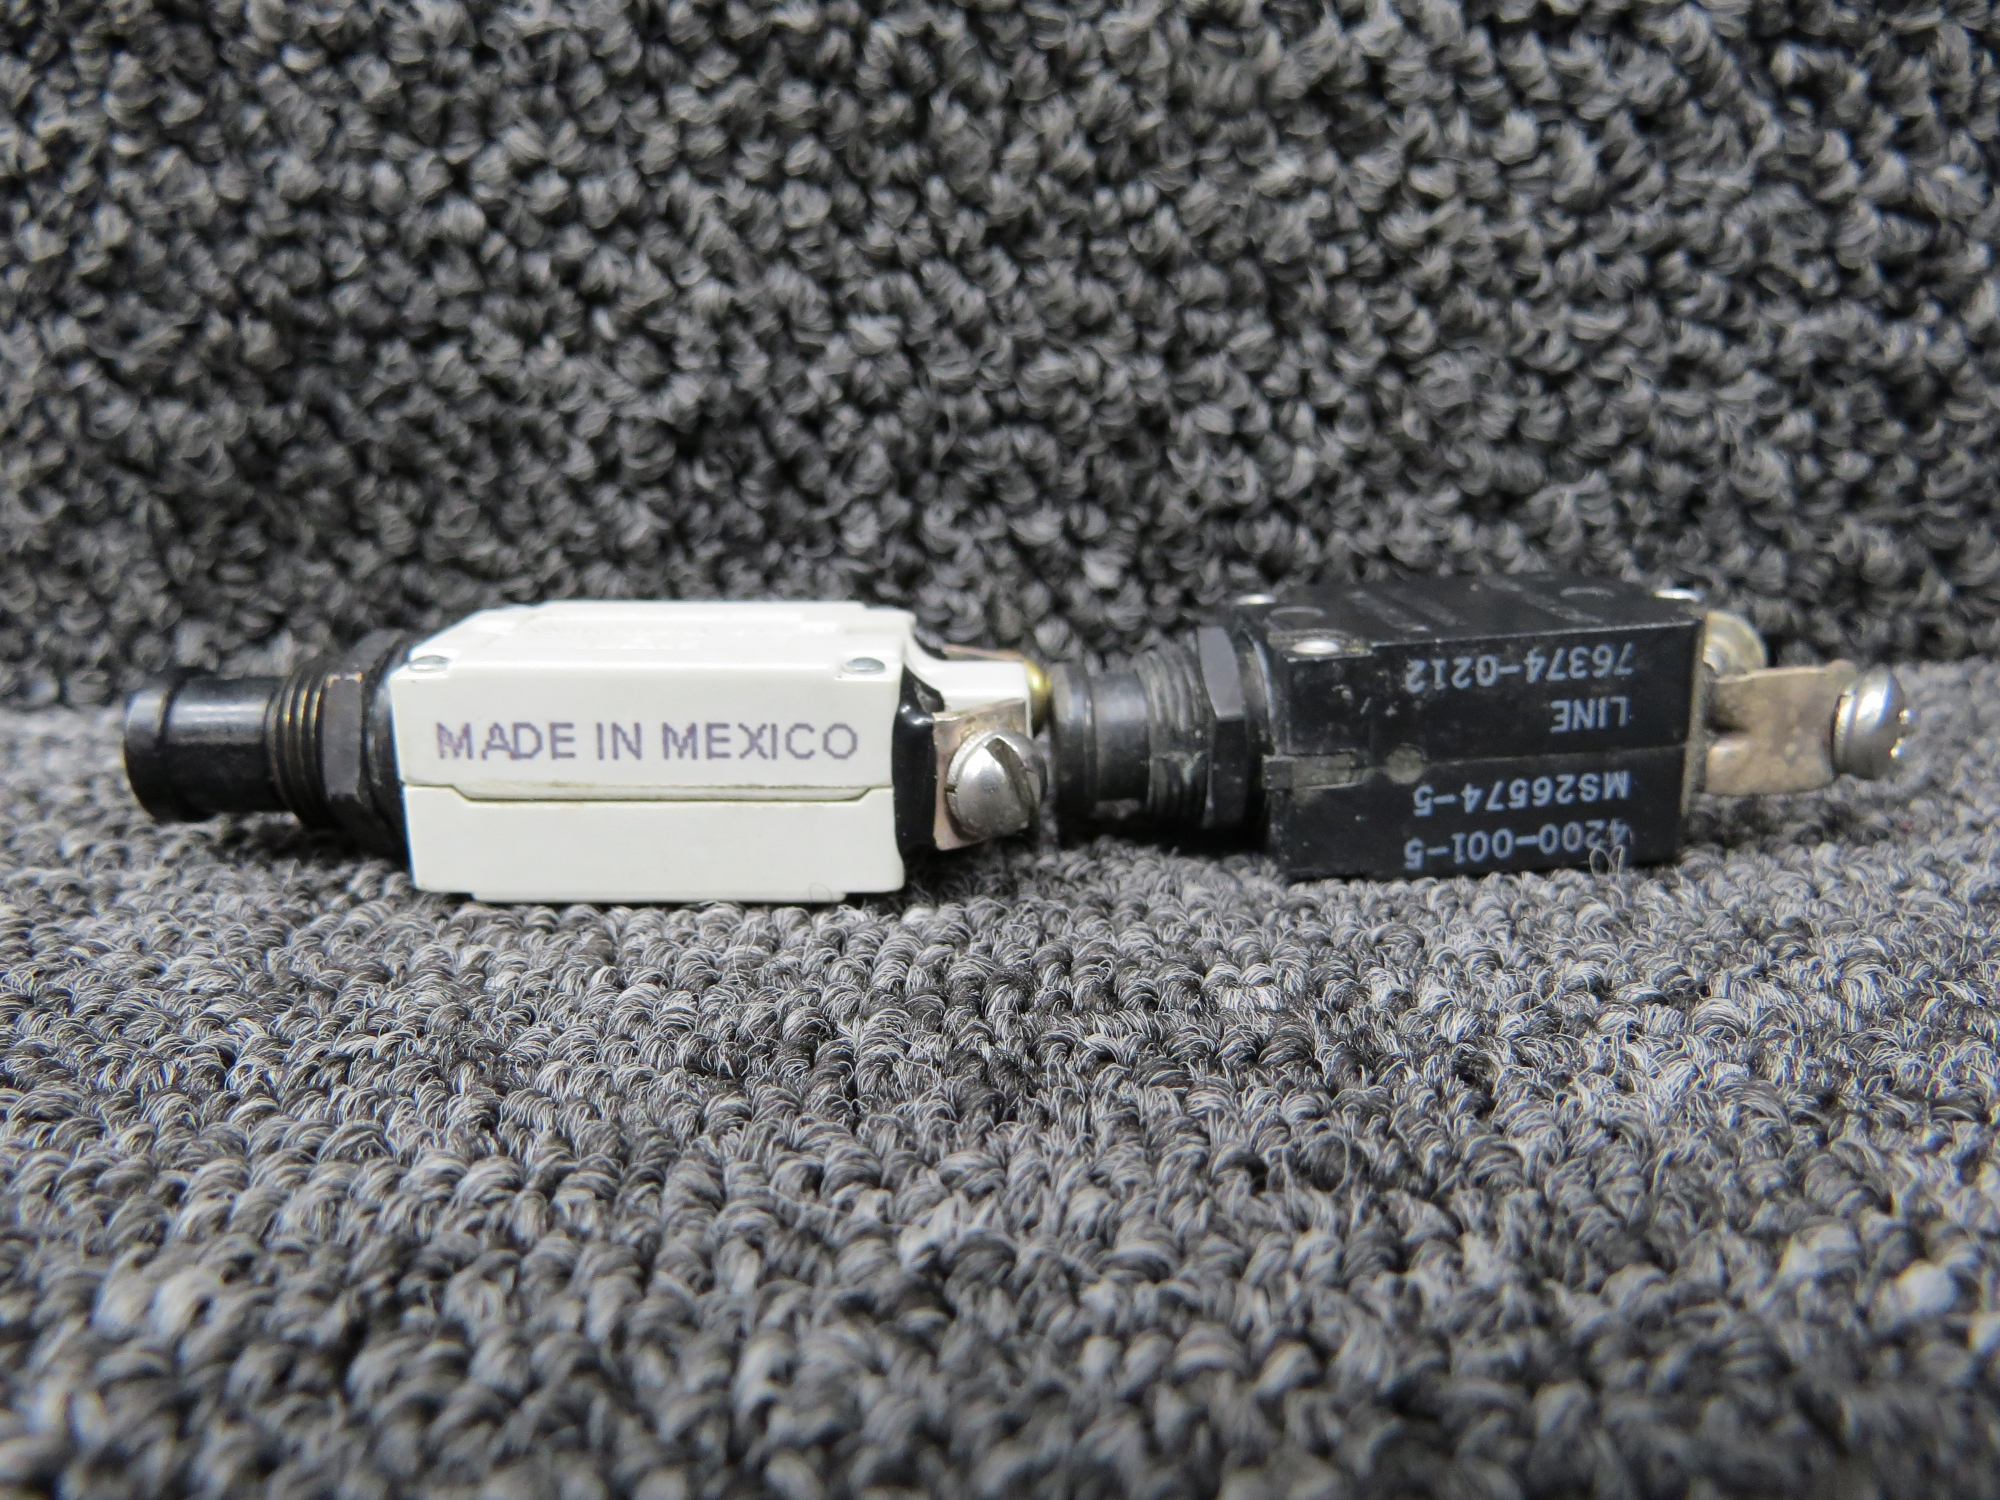 MADE IN MEXICO
4200-001-5
MS26574-5
LINE
76374-0212